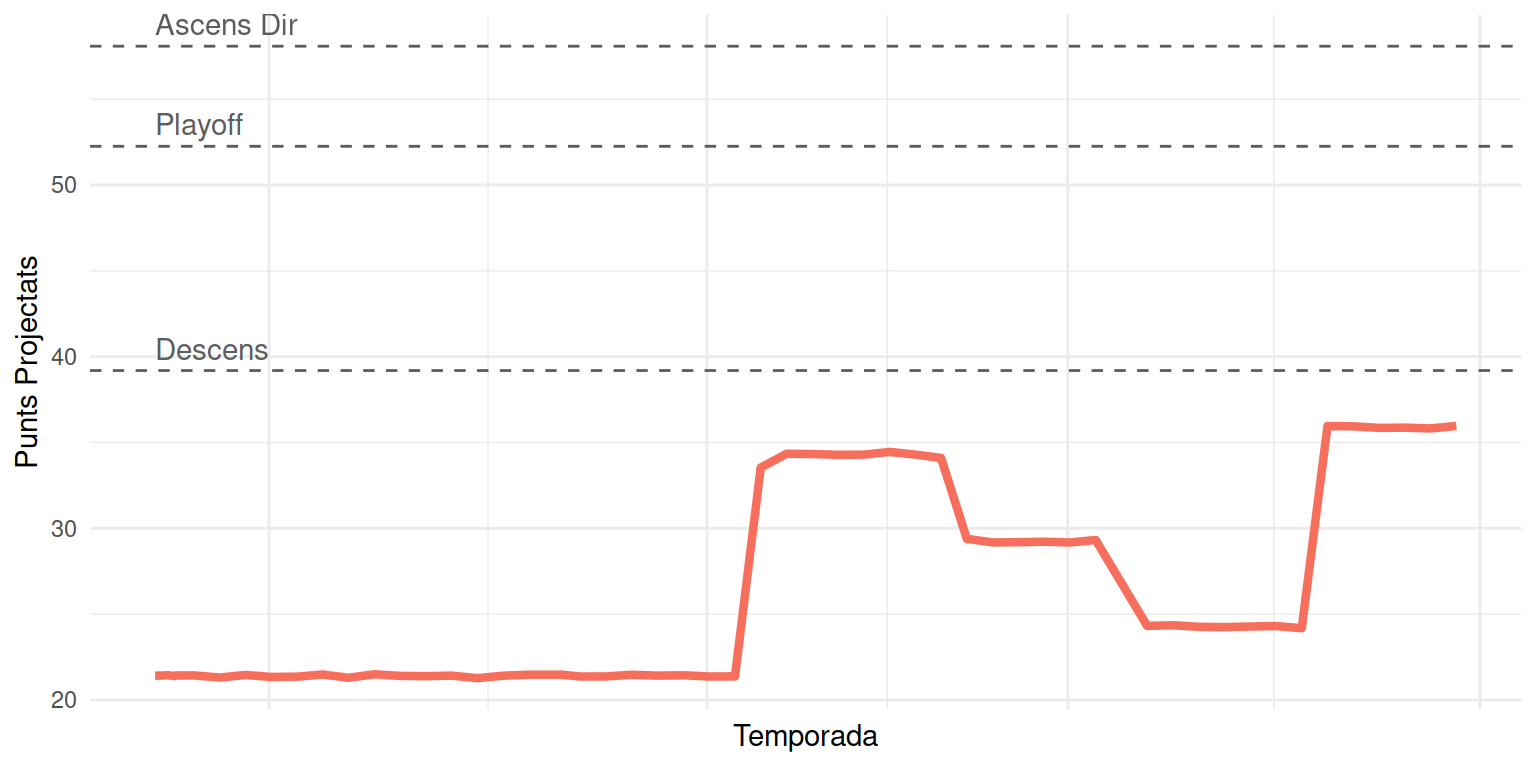 Ascens Dir
Playoff
50
Descens
40
30
20
Punts Projectats
Temporada